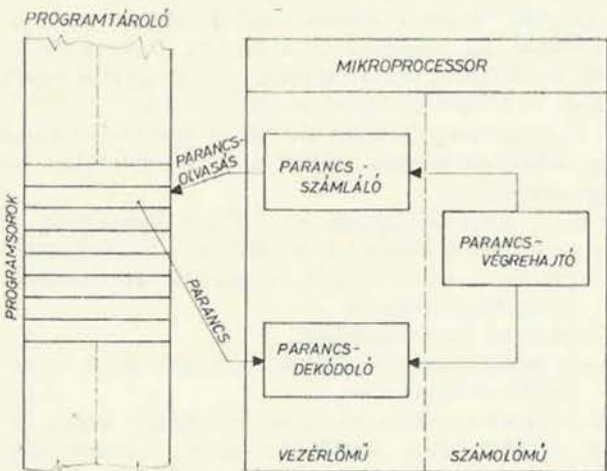 PROGRAMTÁROLÓ
MIKROPROCESSOR
PROGRAMSOROK
PARANCS-
OLVASÁS
PARANCS
PARANCS-
SZÁMLÁLÓ
PARANCS-
VÉGREHAJTÓ
PARANCS-
DEKÓDOLÓ
VEZÉRLŐMŰ
SZÁMOLÓMŰ